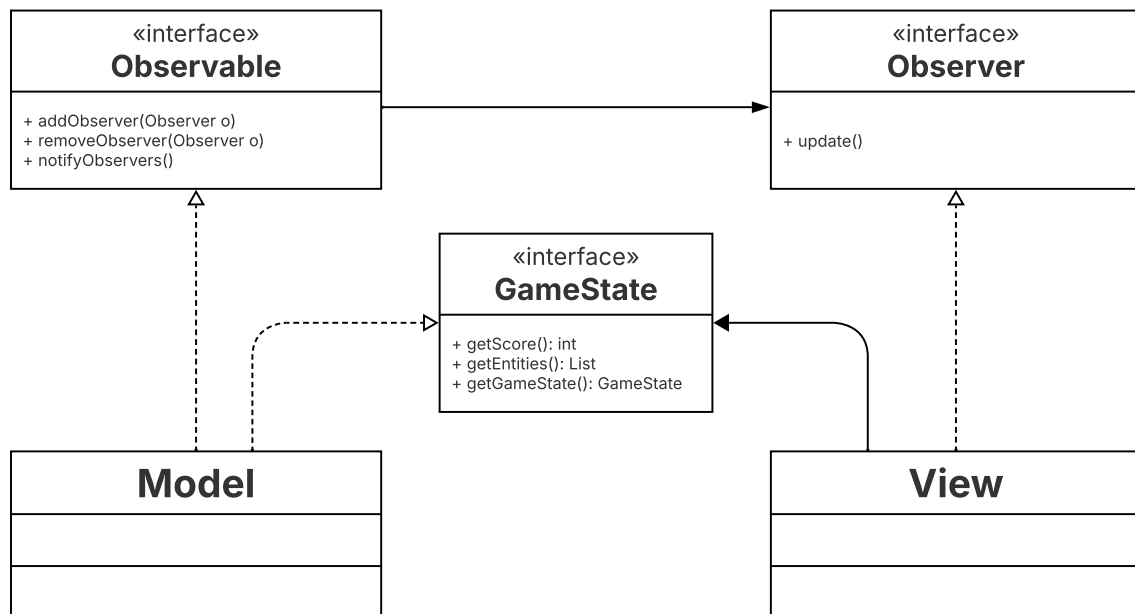 «interface»
Observable
+ addObserver(Observer o)
+ removeObserver(Observer o)
+ notifyObservers()
«interface»
Observer
+ update()
«interface»
GameState
+ getScore(): int
+ getEntities(): List
+ getGameState(): GameState
Model
View